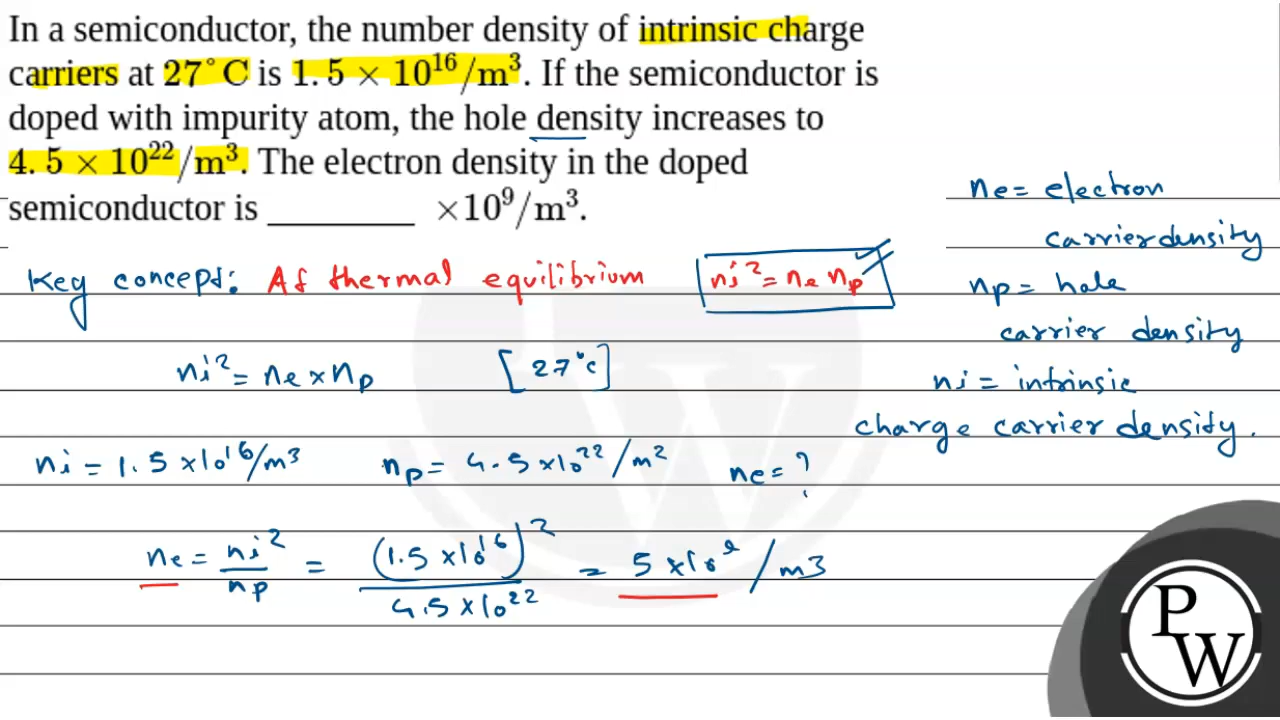 In a semiconductor, the number density of intrinsic charge
carriers at 27° C is 1. 5 × 10¹⁶/m³. If the semiconductor is
doped with impurity atom, the hole density increases to
4. 5 × 10²²/m³. The electron density in the doped
semiconductor is ________ ×10⁹/m³.
Key concept: At thermal equilibrium nᵢ² = nₑ nₚ
nₑ = electron
carrier density
nₚ = hole
carrier density
nᵢ = intrinsic
charge carrier density.
nᵢ² = nₑ × nₚ [27°C]
nᵢ = 1.5 × 10¹⁶/m³ nₚ = 4.5 × 10²²/m² nₑ = ?
nₑ = nᵢ²/nₚ = (1.5 × 10¹⁶)²/4.5 × 10²² = 5 × 10⁹/m³
P
W